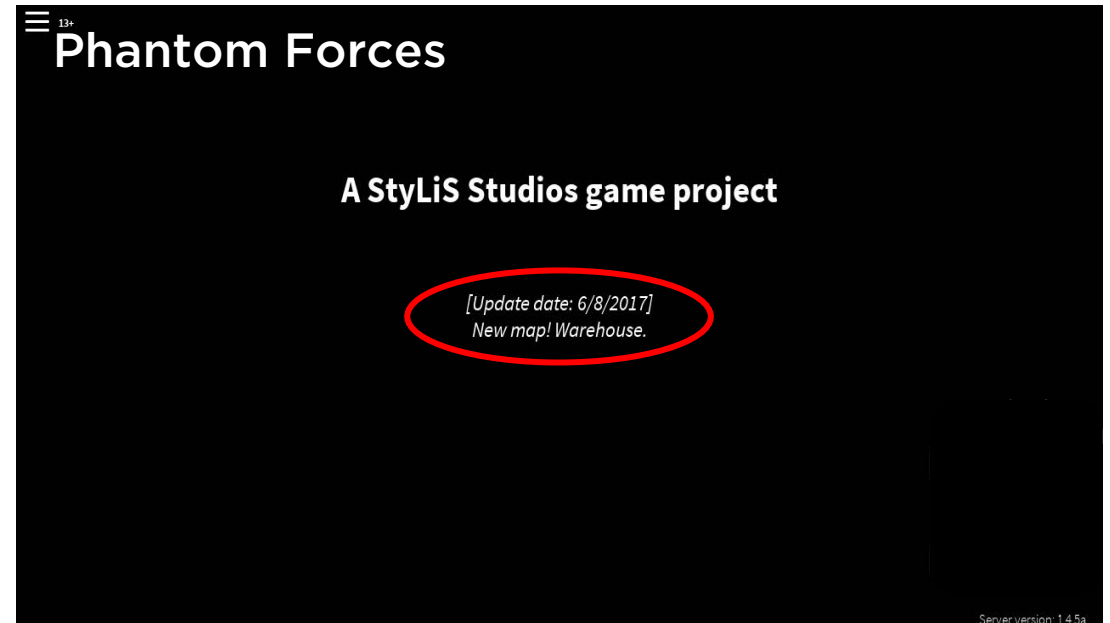 13+
Phantom Forces
A StyLiS Studios game project
[Update date: 6/8/2017]
New map! Warehouse.
Server version: 1.4.5a